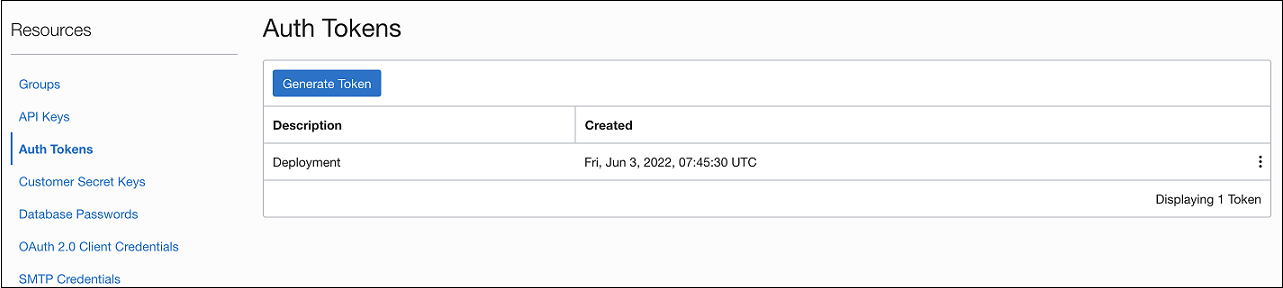 Resources
Groups
API Keys
Auth Tokens
Customer Secret Keys
Database Passwords
OAuth 2.0 Client Credentials
SMTP Credentials
Auth Tokens
Generate Token
Description Created
Deployment Fri, Jun 3, 2022, 07:45:30 UTC
Displaying 1 Token